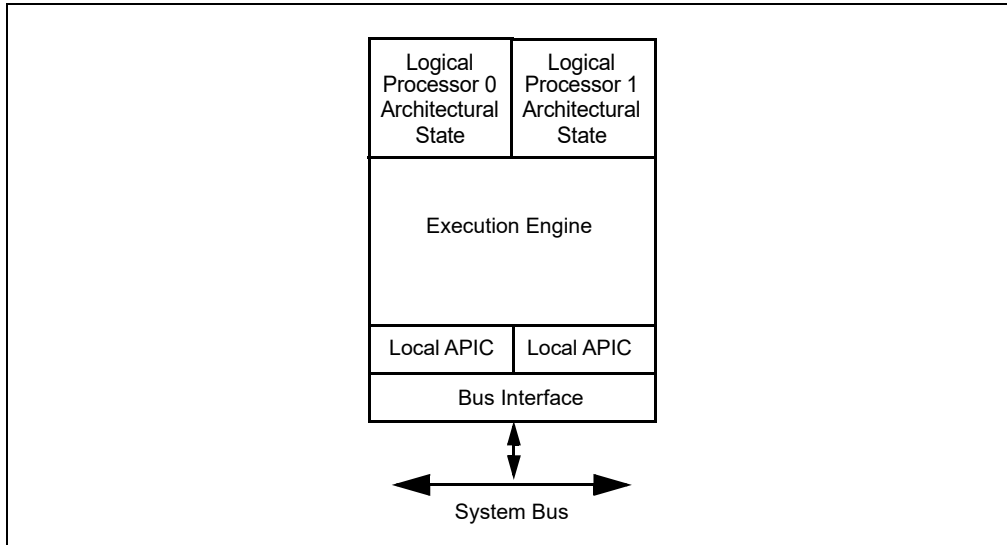 Logical
Processor 0
Architectural
State
Logical
Processor 1
Architectural
State
Execution Engine
Local APIC
Local APIC
Bus Interface
System Bus